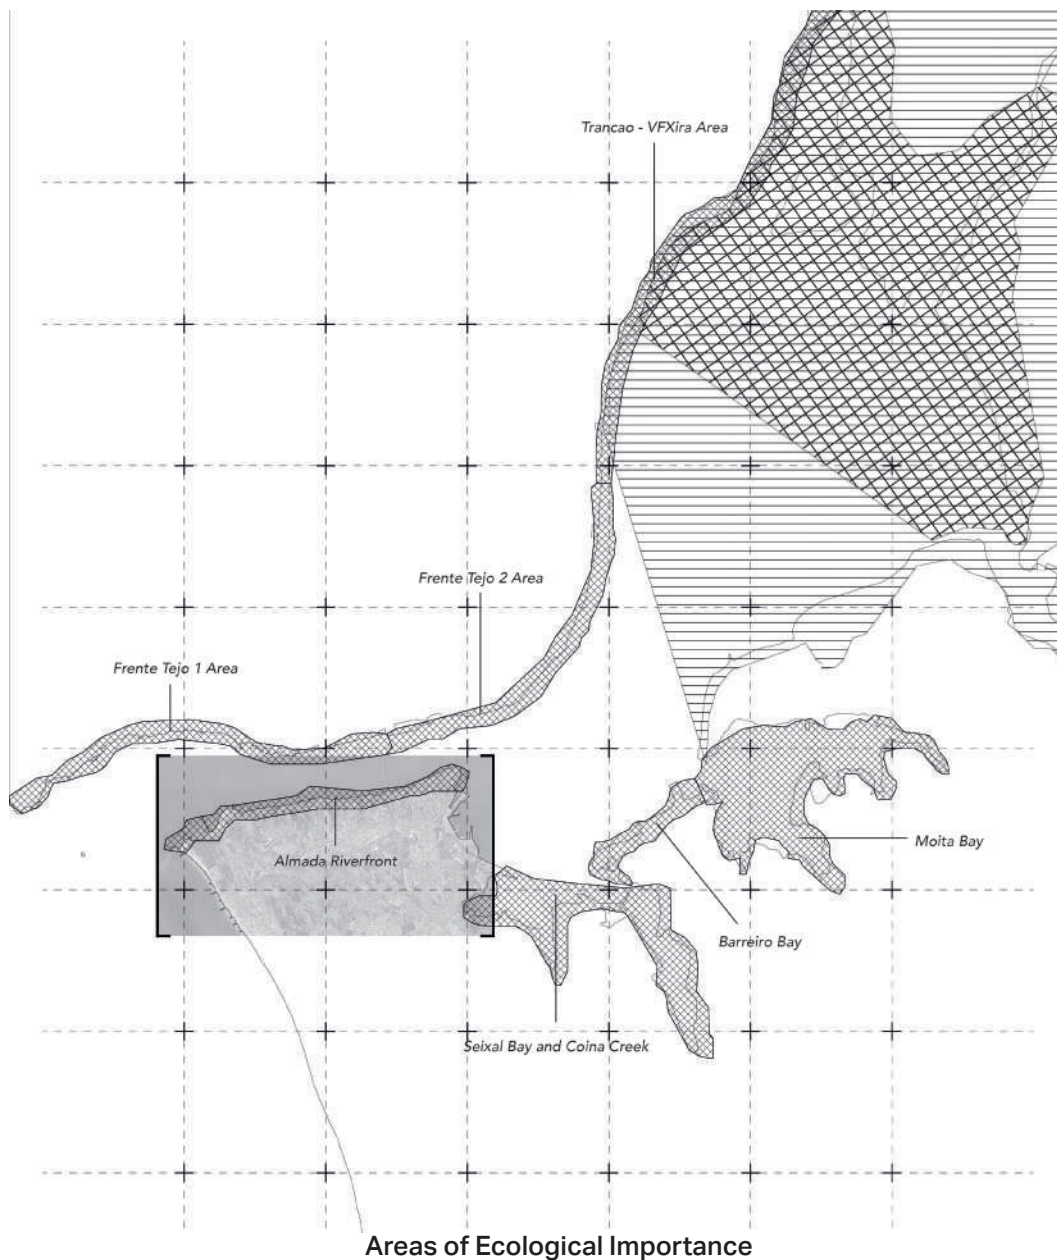 Trancao - VFXira Area
Frente Tejo 2 Area
Frente Tejo 1 Area
Almada Riverfront
Moita Bay
Barreiro Bay
Seixal Bay and Coina Creek
Areas of Ecological Importance